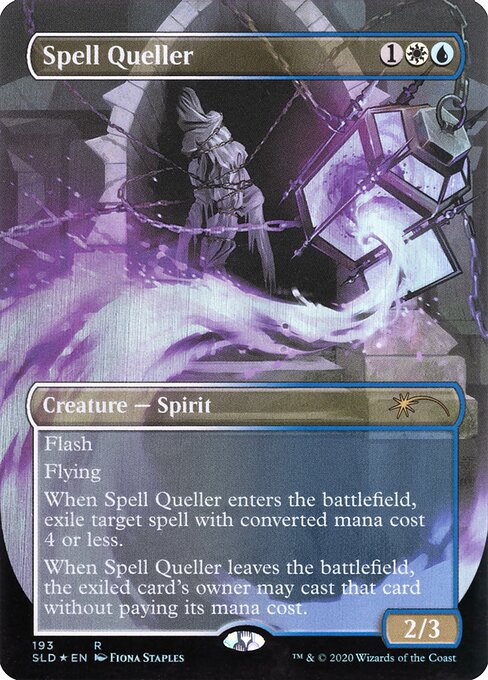 Spell Queller 1
Creature — Spirit
Flash
Flying
When Spell Queller enters the battlefield,
exile target spell with converted mana cost
4 or less.
When Spell Queller leaves the battlefield,
the exiled card's owner may cast that card
without paying its mana cost.
2/3
193 R
SLD ★ EN Fiona Staples ™ & © 2020 Wizards of the Coast